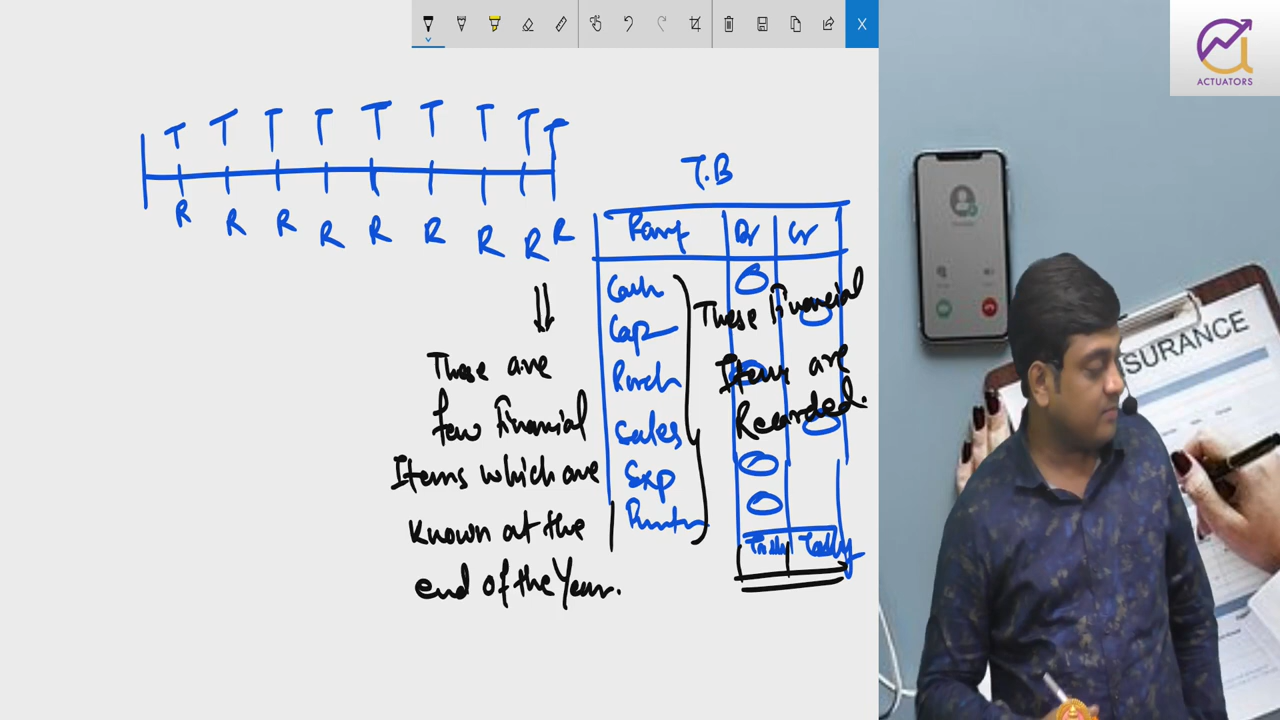 ACTUATORS
T T T T T T T T T
R R R R R R R R R
T.B
Dr Cr
Cash
Cap
Purch
Sales
Exp
These Financial
Items are
Recorded.
Tally Tally
These are
few Financial
Items which are
known at the
end of the Year.
SURANCE